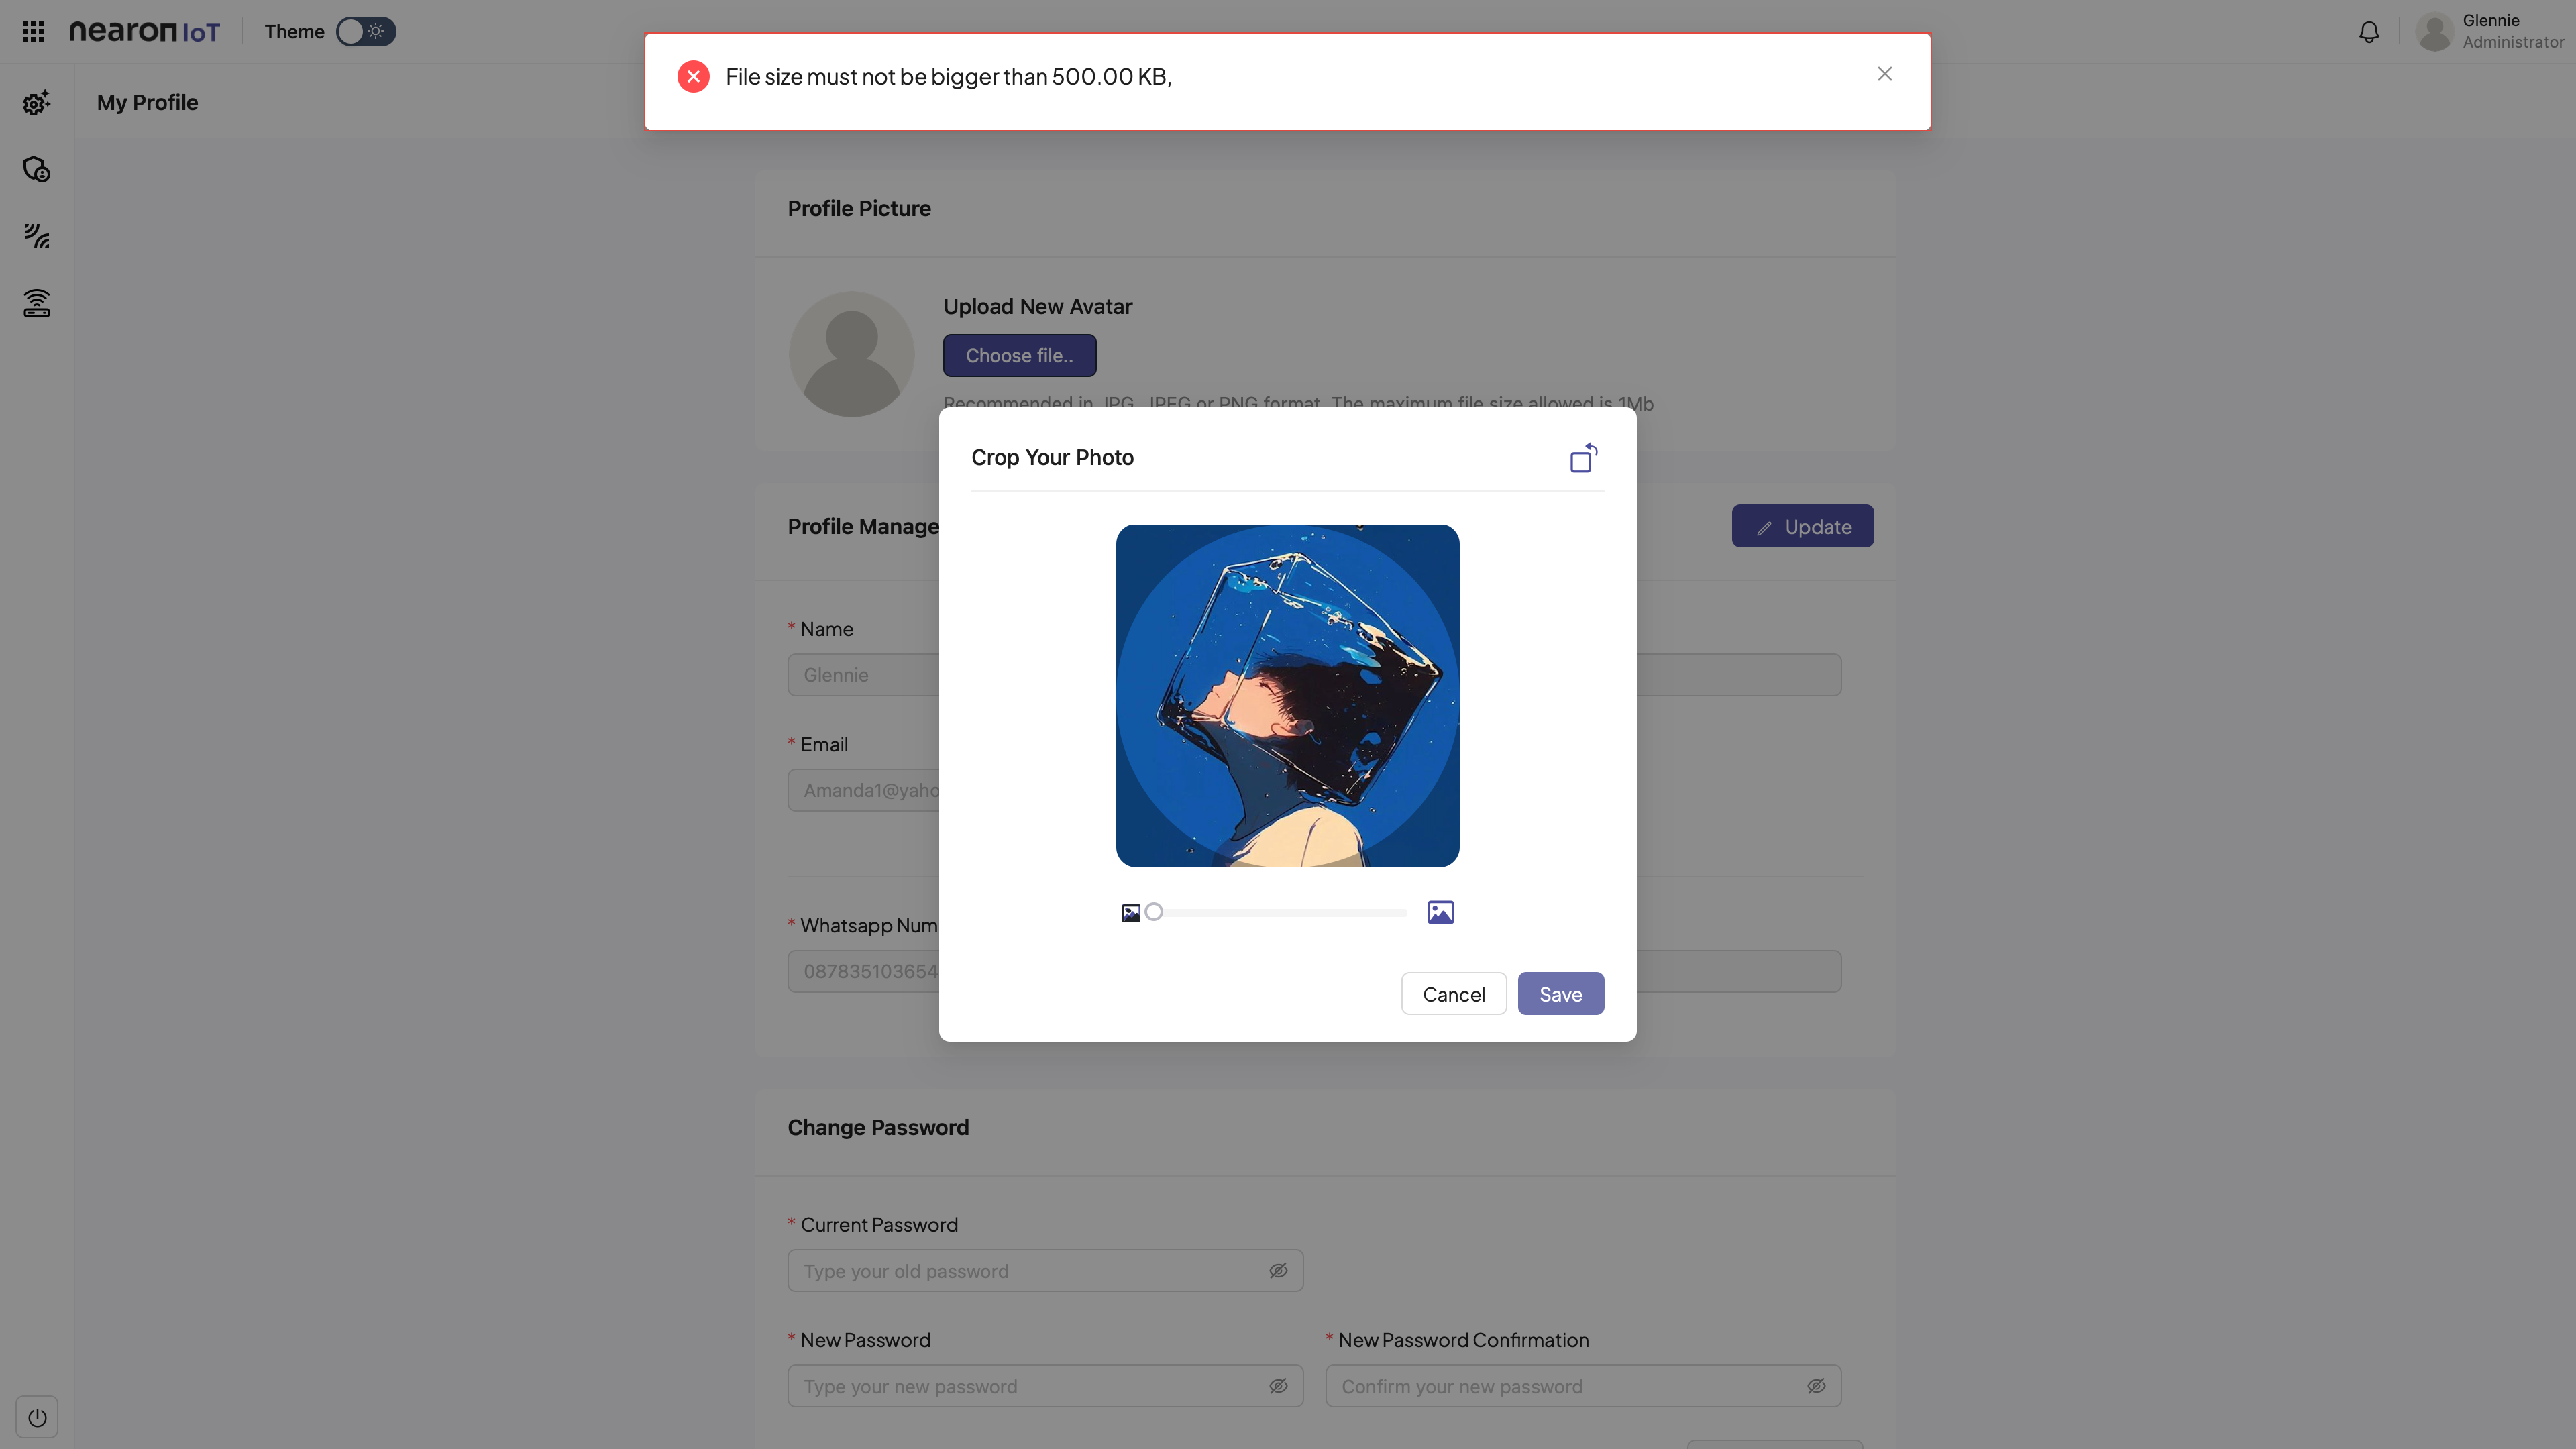 nearon IoT
Theme
Glennie
Administrator
File size must not be bigger than 500.00 KB,
My Profile
Profile Picture
Upload New Avatar
Choose file..
Recommended in JPG, JPEG or PNG format. The maximum file size allowed is 1Mb
Crop Your Photo
Profile Manage
Update
* Name
Glennie
* Email
Amanda1@yaho
* Whatsapp Num
087835103654
Cancel
Save
Change Password
* Current Password
Type your old password
* New Password
* New Password Confirmation
Type your new password
Confirm your new password